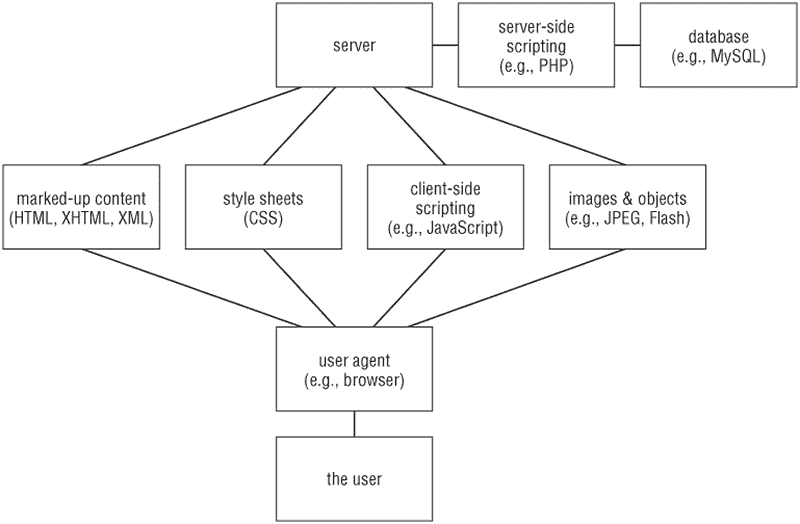 server
server-side
scripting
(e.g., PHP)
database
(e.g., MySQL)
marked-up content
(HTML, XHTML, XML)
style sheets
(CSS)
client-side
scripting
(e.g., JavaScript)
images & objects
(e.g., JPEG, Flash)
user agent
(e.g., browser)
the user